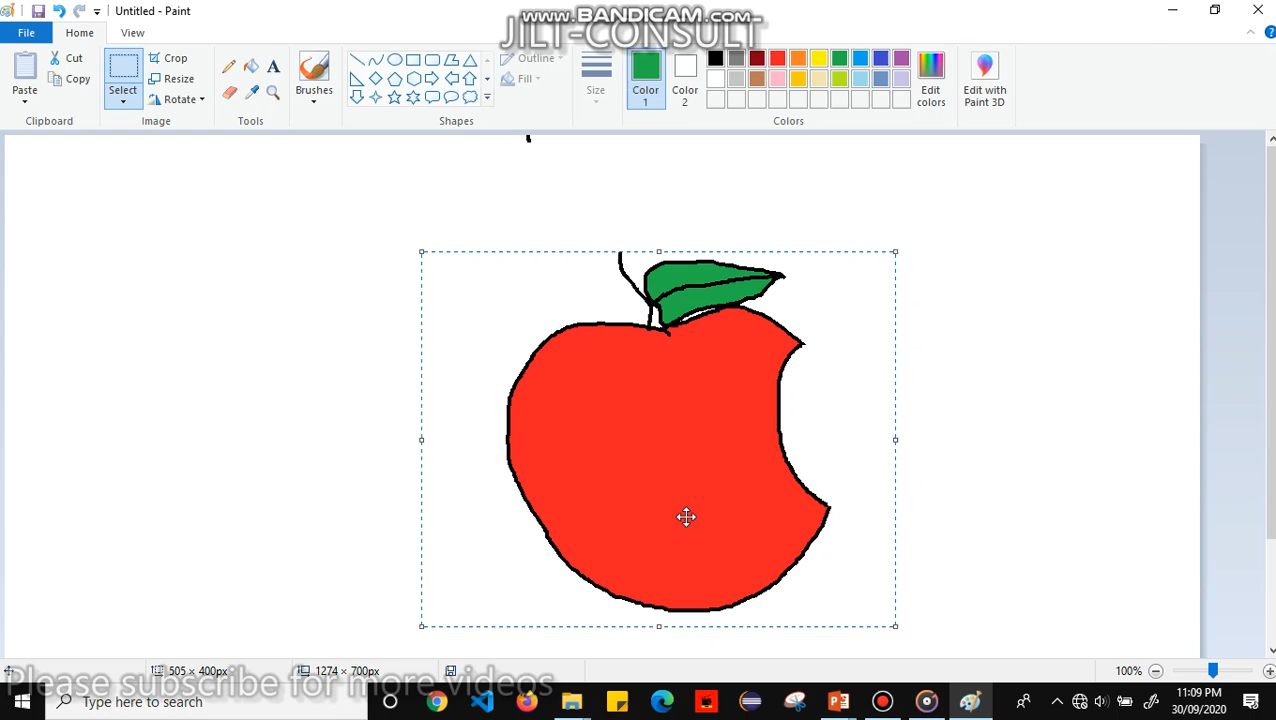 Untitled - Paint
www.BANDICAM.com
JILT-CONSULT
File Home View
Paste
Cut
Copy
Clipboard
Select
Crop
Resize
Rotate
Image
A
Tools
Brushes
Outline
Fill
Shapes
Size
Color 1
Color 2
Edit colors
Colors
Edit with Paint 3D
505 × 400px
1274 × 700px
100%
Please subscribe for more videos
Type here to search
11:09 PM
30/09/2020